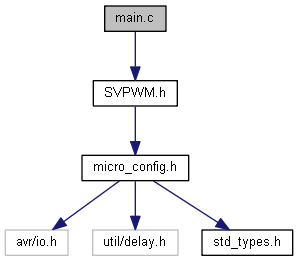 main.c
SVPWM.h
micro_config.h
avr/io.h
util/delay.h
std_types.h